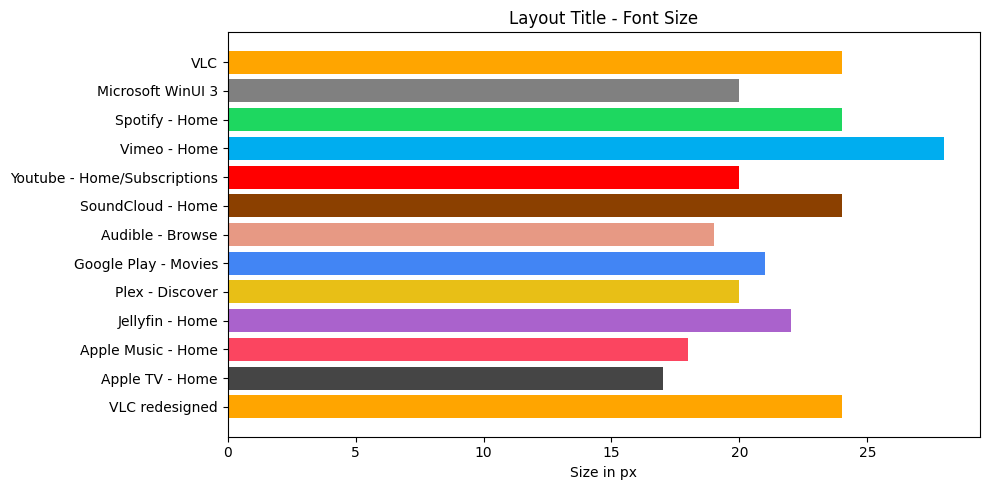 Layout Title - Font Size
VLC
Microsoft WinUI 3
Spotify - Home
Vimeo - Home
Youtube - Home/Subscriptions
SoundCloud - Home
Audible - Browse
Google Play - Movies
Plex - Discover
Jellyfin - Home
Apple Music - Home
Apple TV - Home
VLC redesigned
0 5 10 15 20 25
Size in px